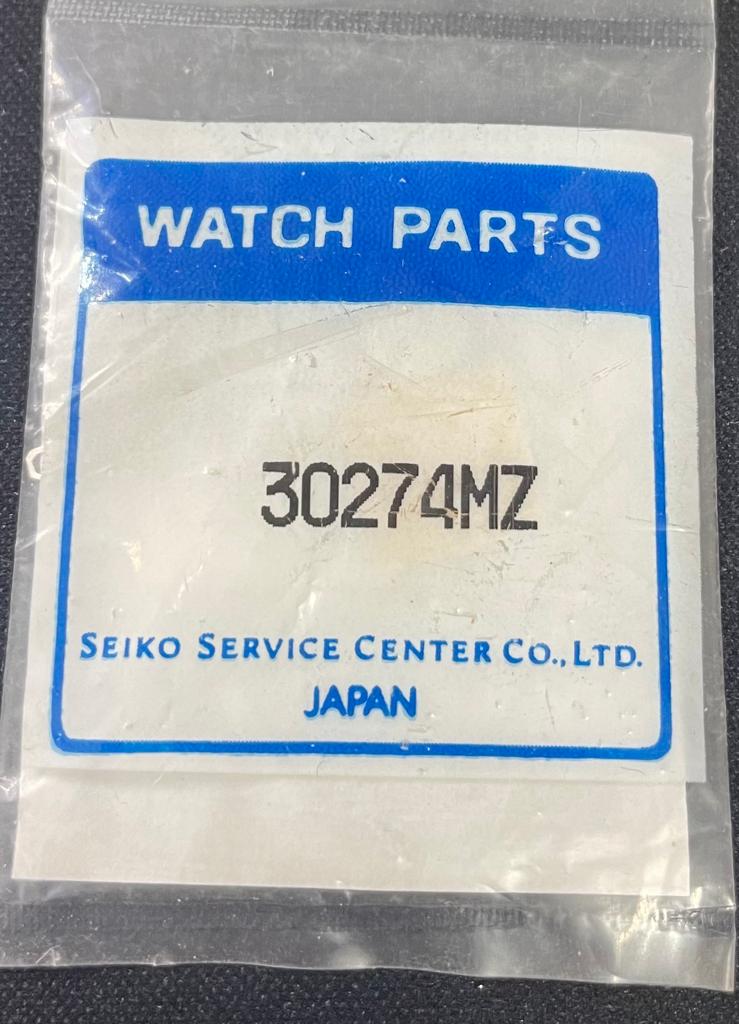 WATCH PARTS
30274MZ
SEIKO SERVICE CENTER CO., LTD.
JAPAN